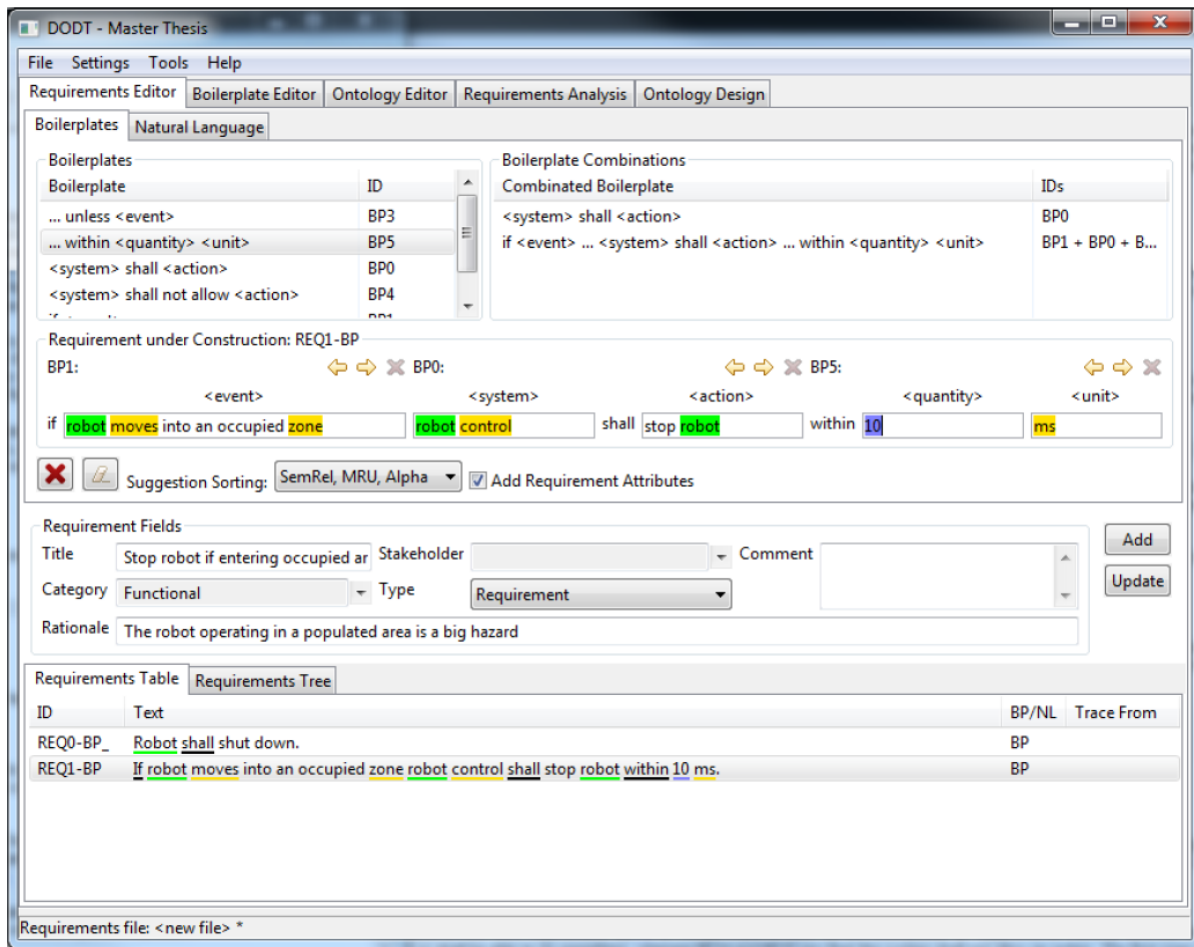 DODT - Master Thesis
File Settings Tools Help
Requirements Editor Boilerplate Editor Ontology Editor Requirements Analysis Ontology Design
Boilerplates Natural Language
Boilerplates
Boilerplate ID
... unless <event> BP3
... within <quantity> <unit> BP5
<system> shall <action> BP0
<system> shall not allow <action> BP4
Boilerplate Combinations
Combined Boilerplate IDs
<system> shall <action> BP0
if <event> ... <system> shall <action> ... within <quantity> <unit> BP1 + BP0 + B...
Requirement under Construction: REQ1-BP
BP1: BP0: BP5:
<event> <system> <action> <quantity> <unit>
if robot moves into an occupied zone robot control shall stop robot within 10 ms
Suggestion Sorting: SemRel, MRU, Alpha Add Requirement Attributes
Requirement Fields
Title Stop robot if entering occupied ar Stakeholder Comment Add
Category Functional Type Requirement Update
Rationale The robot operating in a populated area is a big hazard
Requirements Table Requirements Tree
ID Text BP/NL Trace From
REQ0-BP_ Robot shall shut down. BP
REQ1-BP If robot moves into an occupied zone robot control shall stop robot within 10 ms. BP
Requirements file: <new file> *